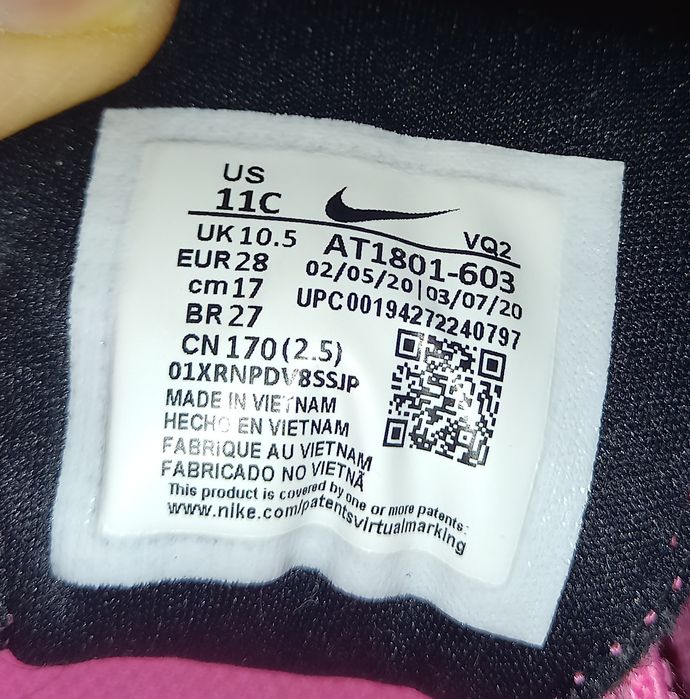 US
11C
VQ2
UK 10.5
AT1801-603
EUR 28
02/05/20|03/07/20
cm 17
UPC00194272240797
BR 27
CN 170 (2.5)
01XRNPDV8SSJP
MADE IN VIETNAM
HECHO EN VIETNAM
FABRIQUE AU VIETNAM
FABRICADO NO VIETNÃ
This product is covered by one or more patents:
www.nike.com/patentsvirtualmarking